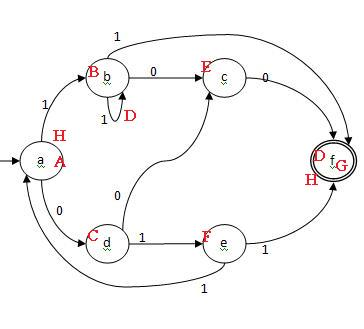 1
B b 0 E c 0
1 1 D
H
a A D f G
H
0 0
C d 1 F e 1
1